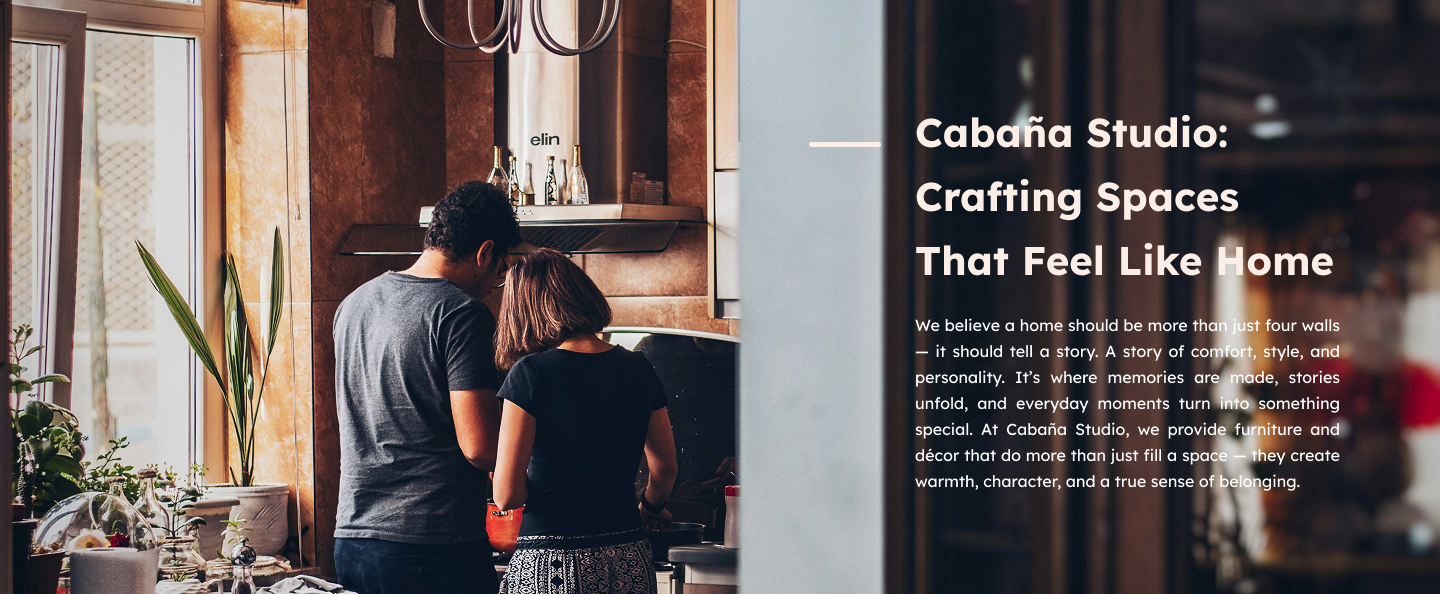 elin
Cabaña Studio:
Crafting Spaces
That Feel Like Home
We believe a home should be more than just four walls
— it should tell a story. A story of comfort, style, and
personality. It’s where memories are made, stories
unfold, and everyday moments turn into something
special. At Cabaña Studio, we provide furniture and
décor that do more than just fill a space — they create
warmth, character, and a true sense of belonging.